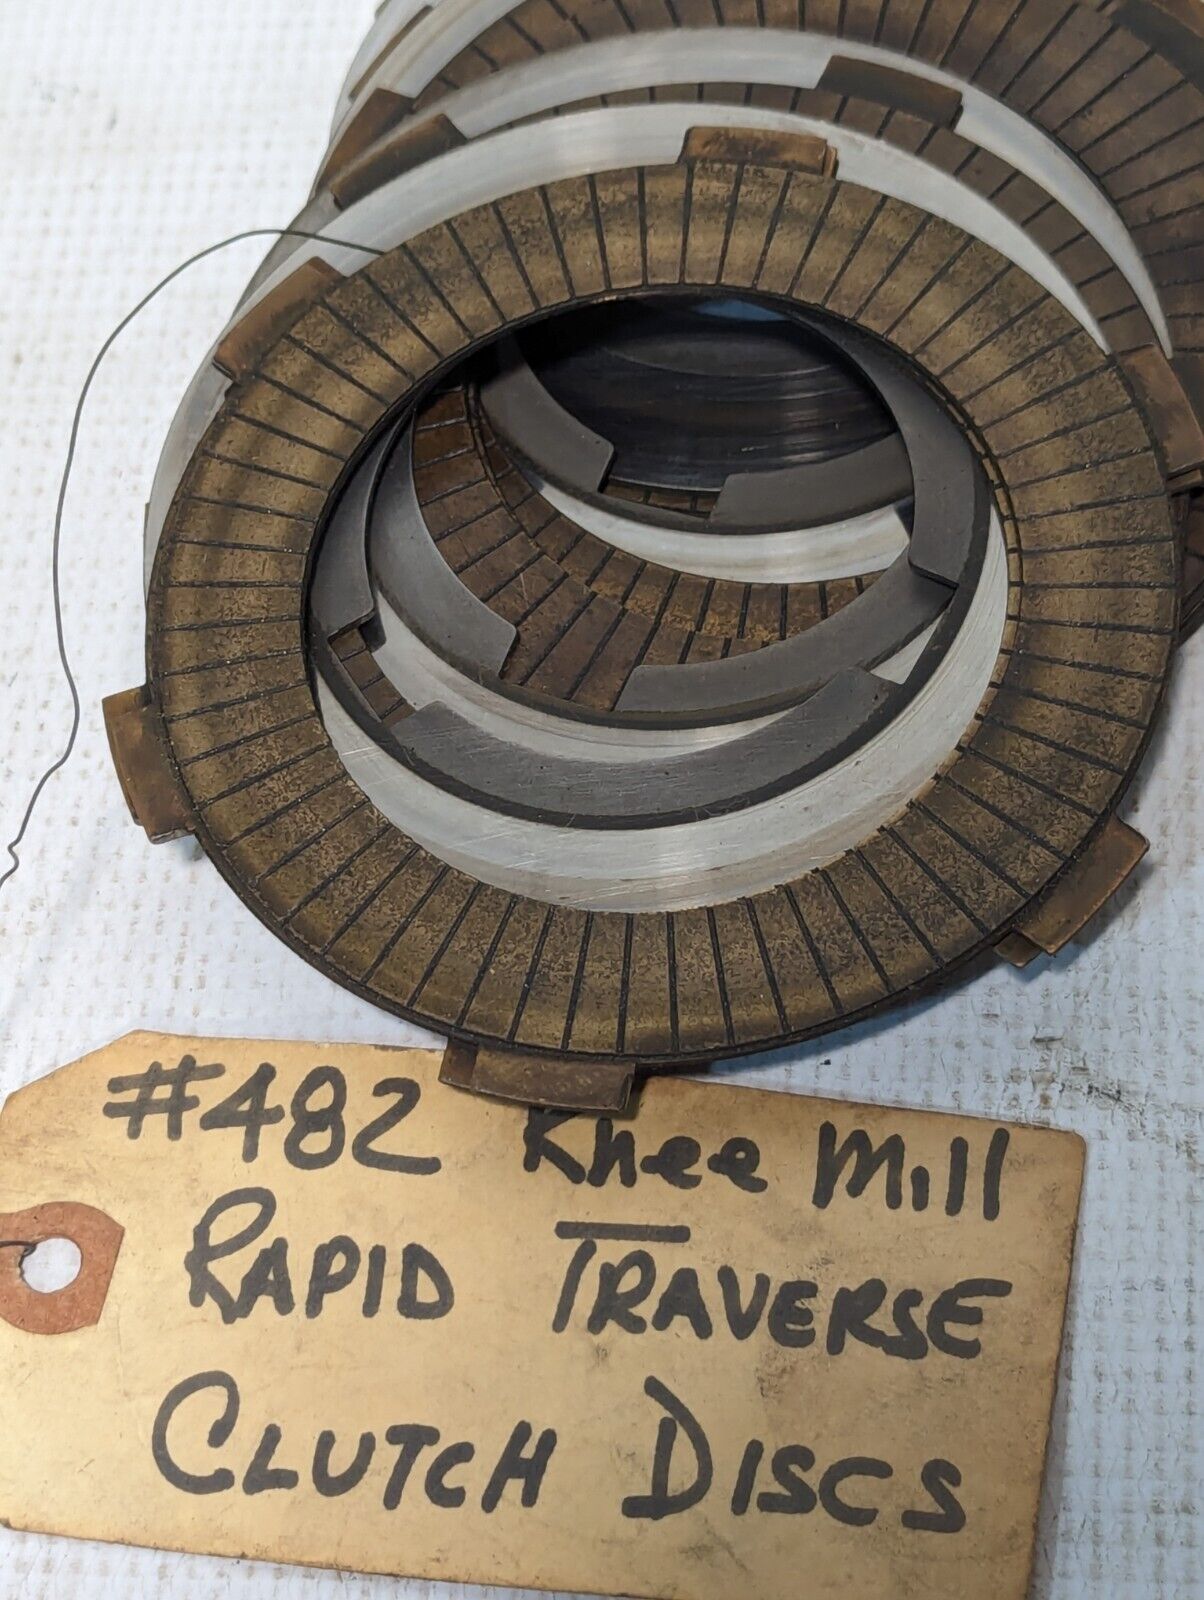 #482 Knee Mill
RAPID TRAVERSE
CLUTCH DISCS